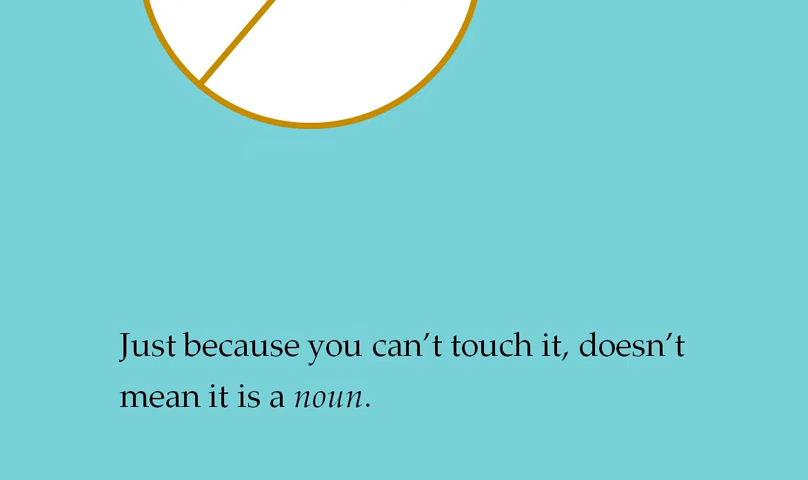 Just because you can’t touch it, doesn’t
mean it is a noun.